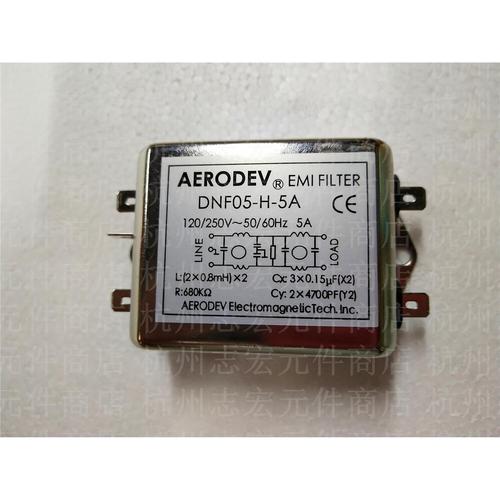 AERODEV® EMI FILTER
DNF05-H-5A
CE
120/250V~50/60Hz 5A
LINE
LOAD
L:(2×0.8mH)×2 Cx: 3×0.15μF(X2)
R:680KΩ Cy: 2×4700PF(Y2)
AERODEV ElectromagneticTech. Inc.
杭州志宏元件商店